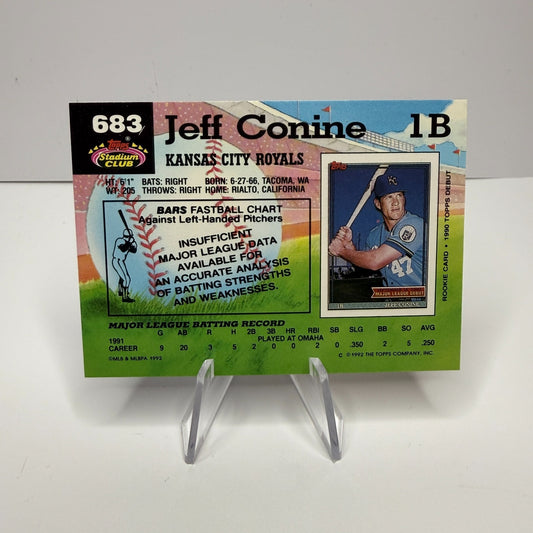 683 Jeff Conine 1B
Topps
Stadium
CLUB
KANSAS CITY ROYALS
HT: 6'1" BATS: RIGHT BORN: 6-27-66, TACOMA, WA
WT: 205 THROWS: RIGHT HOME: RIALTO, CALIFORNIA
BARS FASTBALL CHART
Against Left-Handed Pitchers
INSUFFICIENT
MAJOR LEAGUE DATA
AVAILABLE FOR
AN ACCURATE ANALYSIS
OF BATTING STRENGTHS
AND WEAKNESSES.
Topps
KC
47
MAJOR LEAGUE DEBUT
1B
JEFF CONINE
ROOKIE CARD • 1990 TOPPS DEBUT
MAJOR LEAGUE BATTING RECORD
G AB R H 2B 3B HR RBI SB SLG BB SO AVG
1991 PLAYED AT OMAHA
CAREER 9 20 3 5 2 0 0 2 0 .350 2 5 .250
©MLB & MLBPA 1992
C ©1992 THE TOPPS COMPANY, INC.